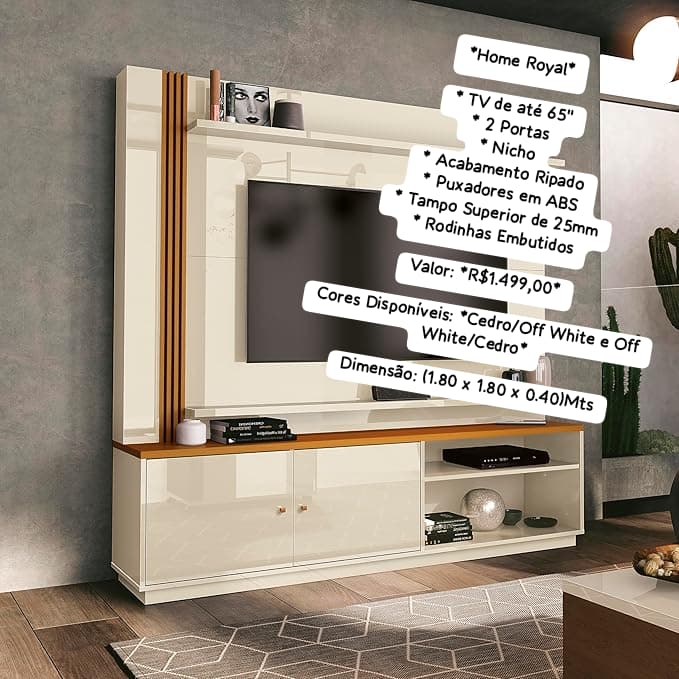 *Home Royal*
* TV de até 65"
* 2 Portas
* Nicho
* Acabamento Ripado
* Puxadores em ABS
* Tampo Superior de 25mm
* Rodinhas Embutidos
Valor: *R$1.499,00*
Cores Disponíveis: *Cedro/Off White e Off
White/Cedro*
Dimensão: (1.80 x 1.80 x 0.40)Mts